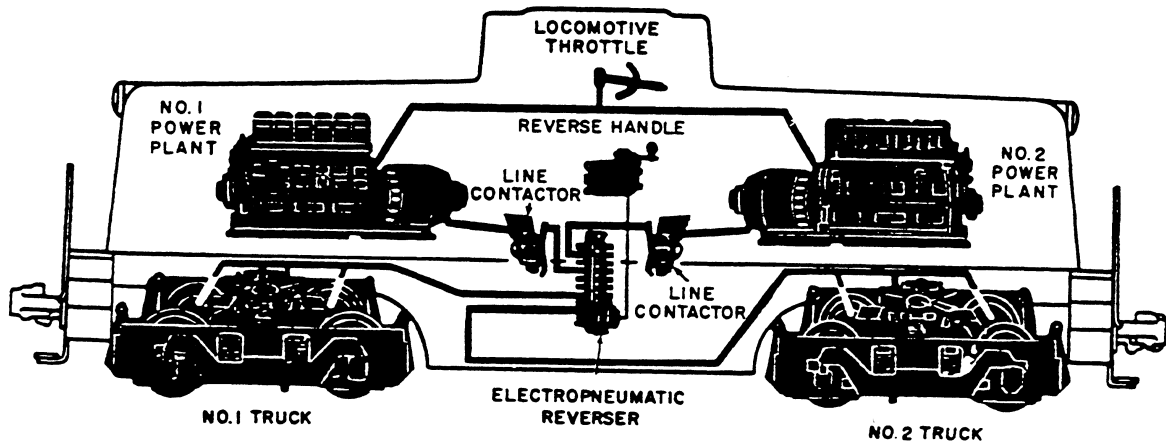 LOCOMOTIVE
THROTTLE
NO.1
POWER
PLANT
REVERSE HANDLE
NO.2
POWER
PLANT
LINE
CONTACTOR
LINE
CONTACTOR
ELECTROPNEUMATIC
REVERSER
NO.1 TRUCK
NO.2 TRUCK